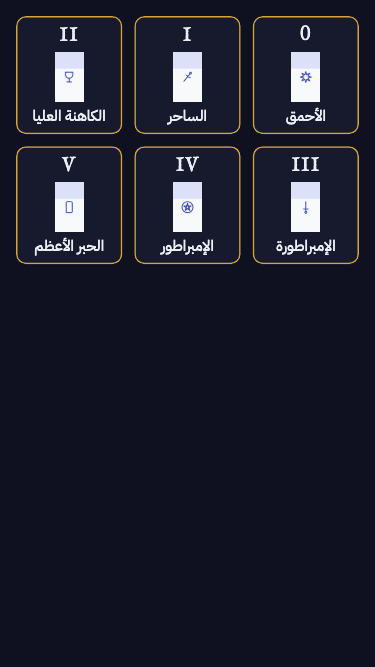 0
الأحمق
I
الساحر
II
الكاهنة العليا
III
الإمبراطورة
IV
الإمبراطور
V
الحبر الأعظم